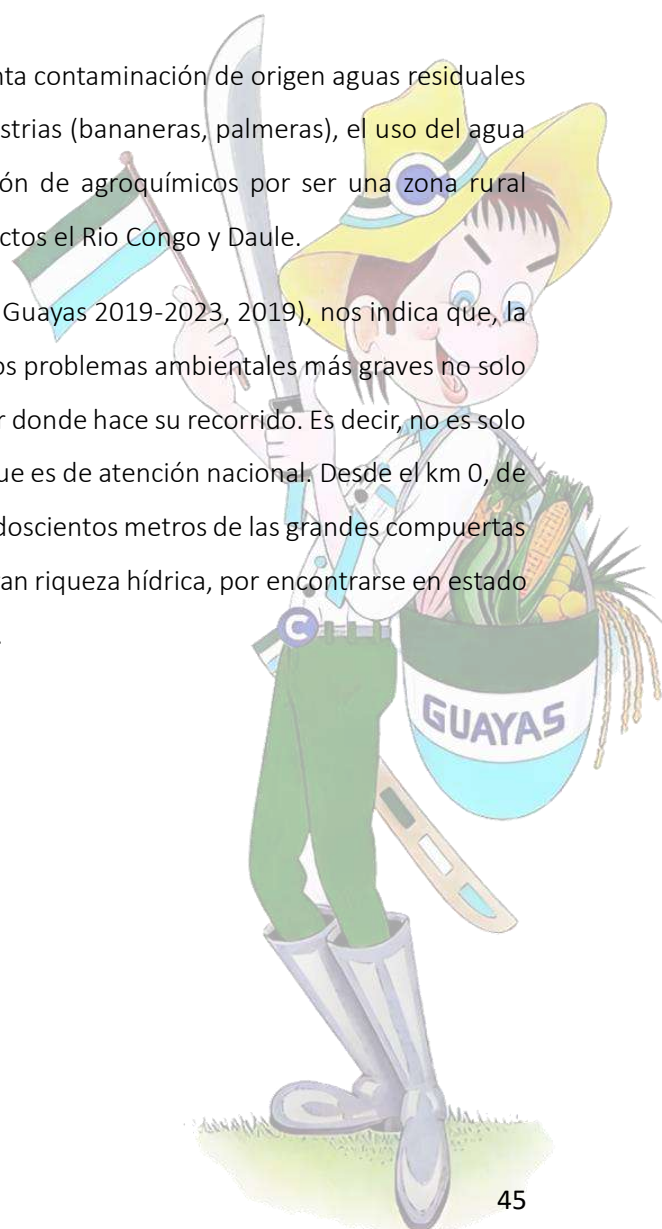 nta contaminación de origen aguas residuales
ustrias (bananeras, palmeras), el uso del agua
ión de agroquímicos por ser una zona rural
ctos el Rio Congo y Daule.
Guayas 2019-2023, 2019), nos indica que, la
os problemas ambientales más graves no solo
r donde hace su recorrido. Es decir, no es solo
ue es de atención nacional. Desde el km 0, de
doscientos metros de las grandes compuertas
an riqueza hídrica, por encontrarse en estado
.
C
GUAYAS
45